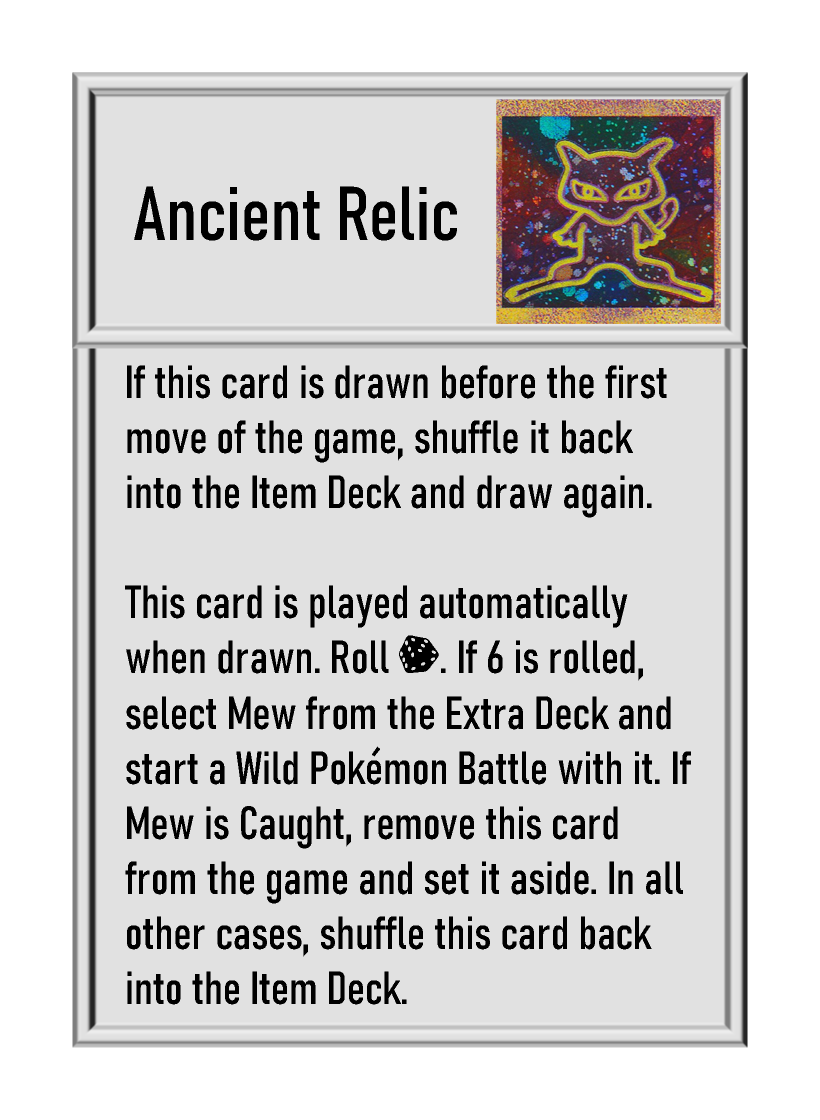 Ancient Relic
If this card is drawn before the first
move of the game, shuffle it back
into the Item Deck and draw again.
This card is played automatically
when drawn. Roll . If 6 is rolled,
select Mew from the Extra Deck and
start a Wild Pokémon Battle with it. If
Mew is Caught, remove this card
from the game and set it aside. In all
other cases, shuffle this card back
into the Item Deck.